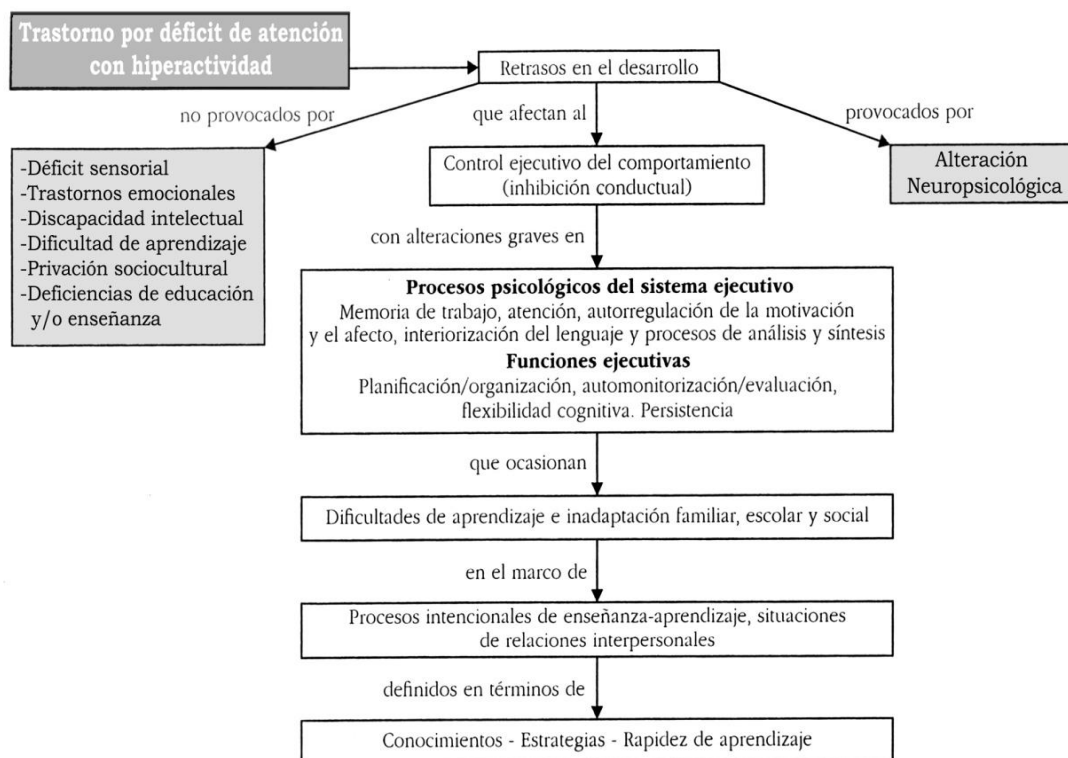 Trastorno por déficit de atención
con hiperactividad
Retrasos en el desarrollo
no provocados por
que afectan al
provocados por
-Déficit sensorial
-Trastornos emocionales
-Discapacidad intelectual
-Dificultad de aprendizaje
-Privación sociocultural
-Deficiencias de educación
y/o enseñanza
Control ejecutivo del comportamiento
(inhibición conductual)
Alteración
Neuropsicológica
con alteraciones graves en
Procesos psicológicos del sistema ejecutivo
Memoria de trabajo, atención, autorregulación de la motivación
y el afecto, interiorización del lenguaje y procesos de análisis y síntesis
Funciones ejecutivas
Planificación/organización, automonitorización/evaluación,
flexibilidad cognitiva. Persistencia
que ocasionan
Dificultades de aprendizaje e inadaptación familiar, escolar y social
en el marco de
Procesos intencionales de enseñanza-aprendizaje, situaciones
de relaciones interpersonales
definidos en términos de
Conocimientos - Estrategias - Rapidez de aprendizaje